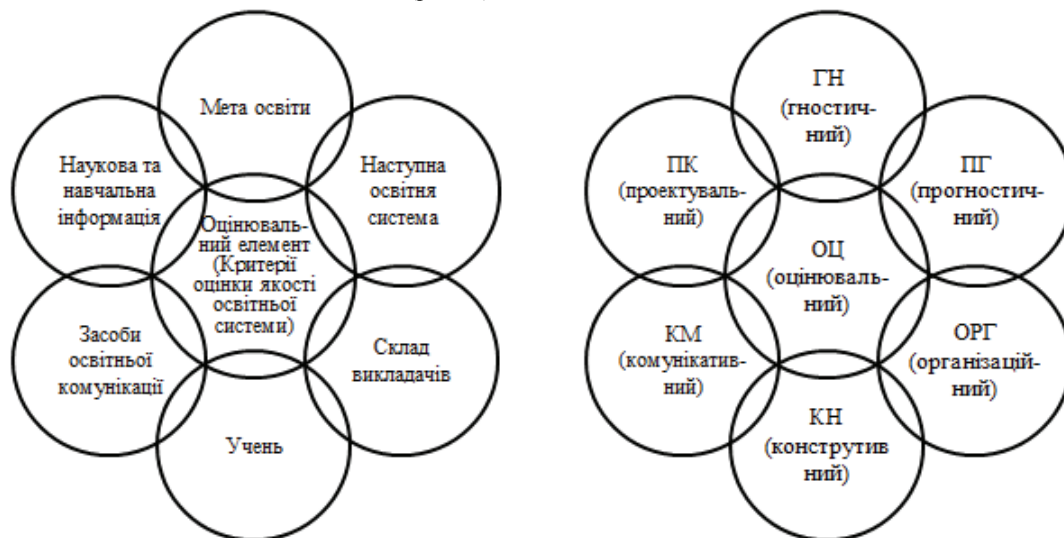 Мета освіти
Наукова та
навчальна
інформація
Наступна
освітня
система
Оцінюваль-
ний елемент
(Критерії
оцінки якості
освітньої
системи)
Засоби
освітньої
комунікації
Склад
викладачів
Учень
ГН
(гностич-
ний)
ПК
(проектуваль-
ний)
ПГ
(прогностич-
ний)
ОЦ
(оцінюваль-
ний)
КМ
(комунікатив-
ний)
ОРГ
(організацій-
ний)
КН
(конструтив
ний)